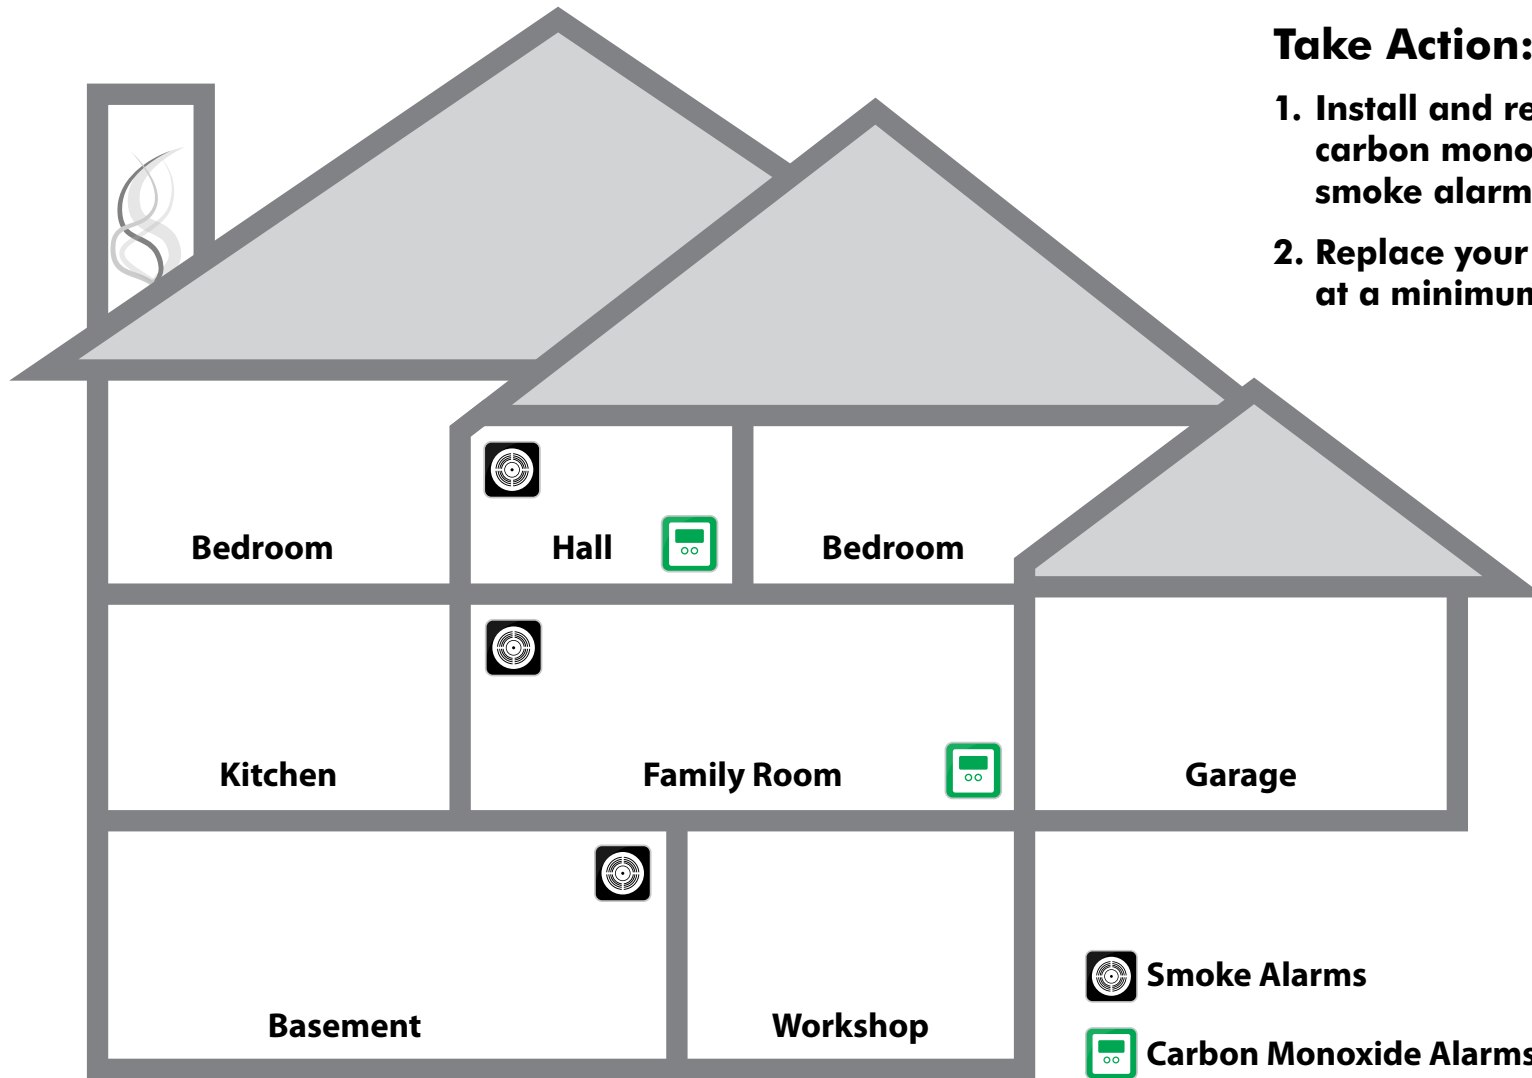 Take Action:
1. Install and re
carbon mono
smoke alarm
2. Replace your
at a minimum
Bedroom
Hall
Bedroom
Kitchen
Family Room
Garage
Basement
Workshop
Smoke Alarms
Carbon Monoxide Alarms